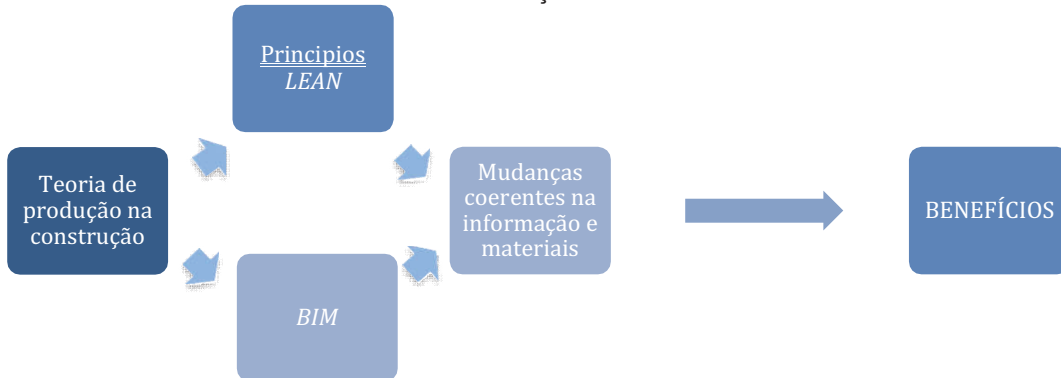 Principios
LEAN
Teoria de
produção na
construção
Mudanças
coerentes na
informação e
materiais
BENEFÍCIOS
BIM